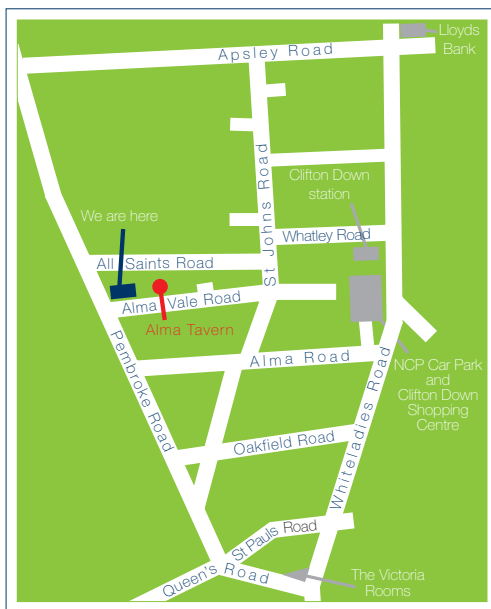 Lloyds
Bank
Apsley Road
St Johns Road
Clifton Down
station
We are here
Whatley Road
All Saints Road
Alma Vale Road
Alma Tavern
Alma Road
Pembroke Road
NCP Car Park
and
Clifton Down
Shopping
Centre
Whiteladies Road
Oakfield Road
St Pauls Road
Queen's Road
The Victoria
Rooms